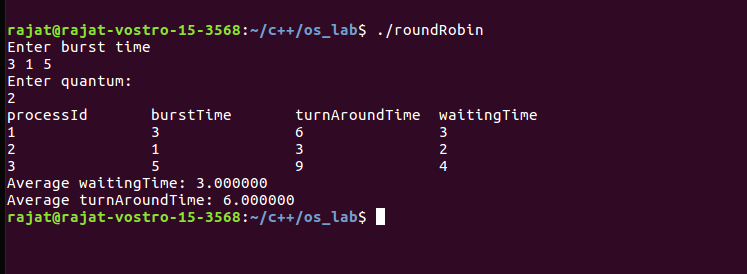 rajat@rajat-vostro-15-3568:~/c++/os_lab$ ./roundRobin
Enter burst time
3 1 5
Enter quantum:
2
processId burstTime turnAroundTime waitingTime
1 3 6 3
2 1 3 2
3 5 9 4
Average waitingTime: 3.000000
Average turnAroundTime: 6.000000
rajat@rajat-vostro-15-3568:~/c++/os_lab$